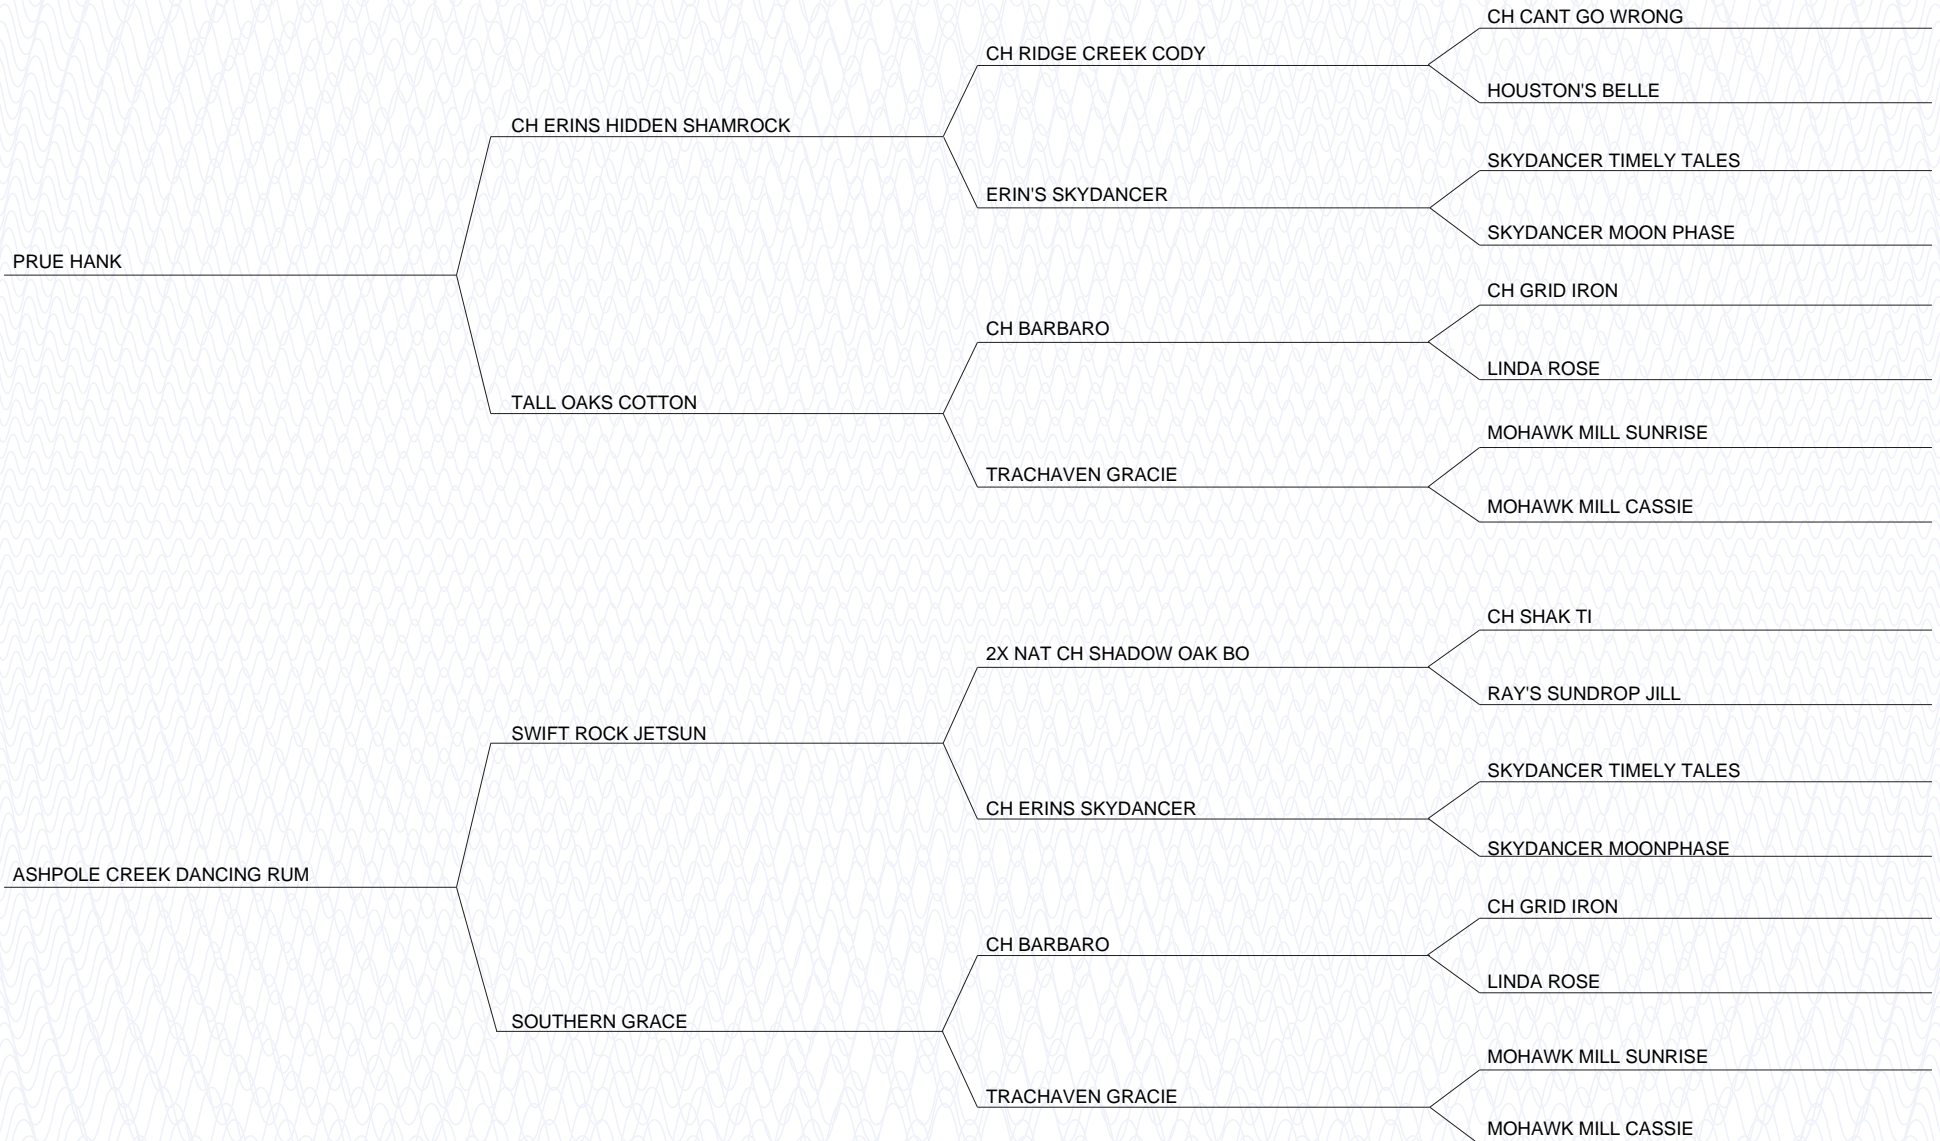 CH CANT GO WRONG
CH RIDGE CREEK CODY
HOUSTON'S BELLE
CH ERINS HIDDEN SHAMROCK
SKYDANCER TIMELY TALES
ERIN'S SKYDANCER
SKYDANCER MOON PHASE
PRUE HANK
CH GRID IRON
CH BARBARO
LINDA ROSE
TALL OAKS COTTON
MOHAWK MILL SUNRISE
TRACHAVEN GRACIE
MOHAWK MILL CASSIE
CH SHAK TI
2X NAT CH SHADOW OAK BO
RAY'S SUNDROP JILL
SWIFT ROCK JETSUN
SKYDANCER TIMELY TALES
CH ERINS SKYDANCER
SKYDANCER MOONPHASE
ASHPOLE CREEK DANCING RUM
CH GRID IRON
CH BARBARO
LINDA ROSE
SOUTHERN GRACE
MOHAWK MILL SUNRISE
TRACHAVEN GRACIE
MOHAWK MILL CASSIE